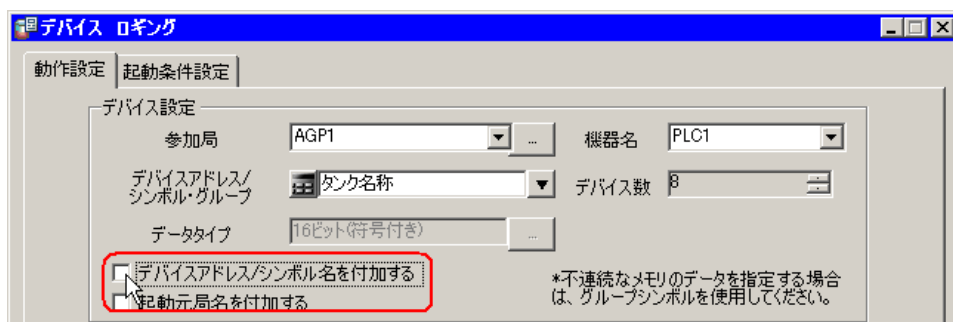 デバイス ロギング
動作設定 起動条件設定
デバイス設定
参加局 AGP1 ... 機器名 PLC1
デバイスアドレス/
シンボル・グループ タンク名称 デバイス数 8
データタイプ 16ビット(符号付き) ...
デバイスアドレス/シンボル名を付加する
起動元局名を付加する
*不連続なメモリのデータを指定する場合
は、グループシンボルを使用してください。